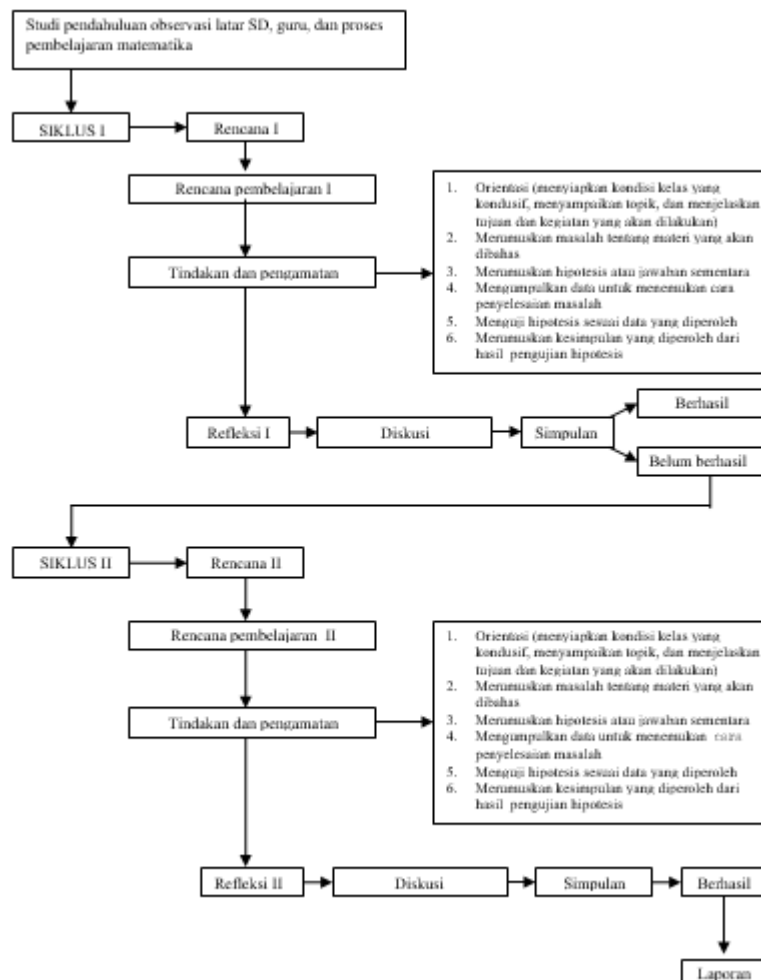 Studi pendahuluan observasi latar SD, guru, dan proses
pembelajaran matematika
SIKLUS I
Rencana I
Rencana pembelajaran I
Tindakan dan pengamatan
1. Orientasi (menyiapkan kondisi kelas yang
kondusif, menyampaikan topik, dan menjelaskan
tujuan dan kegiatan yang akan dilakukan)
2. Merumuskan masalah tentang materi yang akan
dibahas
3. Merumuskan hipotesis atau jawaban sementara
4. Mengumpulkan data untuk menemukan cara
penyelesaian masalah
5. Menguji hipotesis sesuai data yang diperoleh
6. Merumuskan kesimpulan yang diperoleh dari
hasil pengujian hipotesis
Refleksi I
Diskusi
Simpulan
Berhasil
Belum berhasil
SIKLUS II
Rencana II
Rencana pembelajaran II
Tindakan dan pengamatan
1. Orientasi (menyiapkan kondisi kelas yang
kondusif, menyampaikan topik, dan menjelaskan
tujuan dan kegiatan yang akan dilakukan)
2. Merumuskan masalah tentang materi yang akan
dibahas
3. Merumuskan hipotesis atau jawaban sementara
4. Mengumpulkan data untuk menemukan cara
penyelesaian masalah
5. Menguji hipotesis sesuai data yang diperoleh
6. Merumuskan kesimpulan yang diperoleh dari
hasil pengujian hipotesis
Refleksi II
Diskusi
Simpulan
Berhasil
Laporan